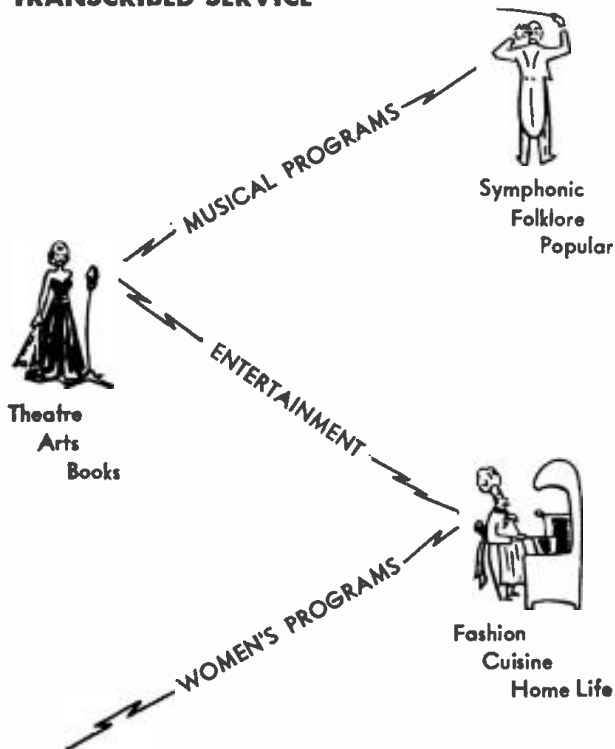 TRANSCRIBED SERVICE
MUSICAL PROGRAMS
Symphonic
Folklore
Popular
ENTERTAINMENT
Theatre
Arts
Books
WOMEN'S PROGRAMS
Fashion
Cuisine
Home Life